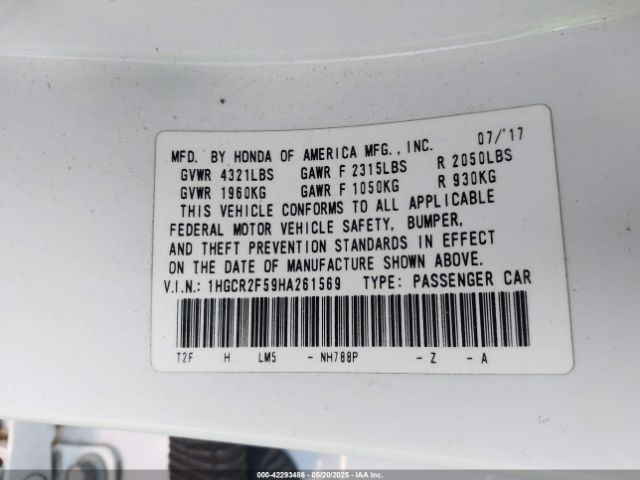 07/'17
MFD. BY HONDA OF AMERICA MFG., INC.
GVWR 4321LBS GAWR F 2315LBS R 2050LBS
GVWR 1960KG GAWR F 1050KG R 930KG
THIS VEHICLE CONFORMS TO ALL APPLICABLE
FEDERAL MOTOR VEHICLE SAFETY, BUMPER,
AND THEFT PREVENTION STANDARDS IN EFFECT
ON THE DATE OF MANUFACTURE SHOWN ABOVE.
V.I.N.: 1HGCR2F59HA261569 TYPE: PASSENGER CAR
T2F H LM5 - NH788P - Z - A
000-42293486 - 05/20/2025 - IAAI.COM